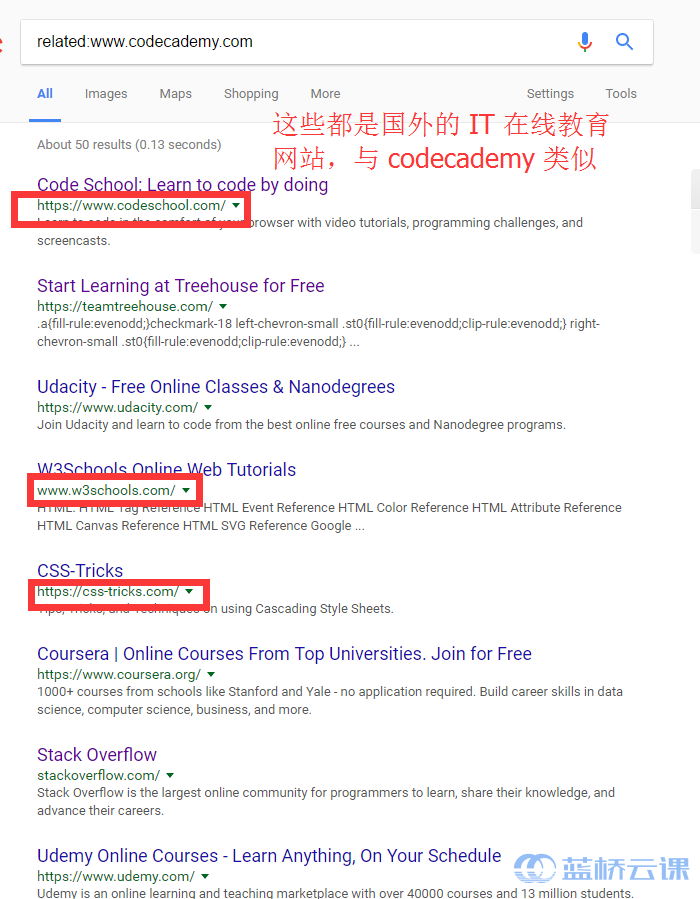 related:www.codecademy.com
All Images Maps Shopping More Settings Tools
About 50 results (0.13 seconds)
这些都是国外的 IT 在线教育
网站，与 codecademy 类似
Code School: Learn to code by doing
https://www.codeschool.com/
Learn to code in the comfort of your browser with video tutorials, programming challenges, and
screencasts.
Start Learning at Treehouse for Free
https://teamtreehouse.com/
.a{fill-rule:evenodd;}checkmark-18 left-chevron-small .st0{fill-rule:evenodd;clip-rule:evenodd;} right-
chevron-small .st0{fill-rule:evenodd;clip-rule:evenodd;} ...
Udacity - Free Online Classes & Nanodegrees
https://www.udacity.com/
Join Udacity and learn to code from the best online free courses and Nanodegree programs.
W3Schools Online Web Tutorials
www.w3schools.com/
HTML. HTML Tag Reference HTML Event Reference HTML Color Reference HTML Attribute Reference
HTML Canvas Reference HTML SVG Reference Google ...
CSS-Tricks
https://css-tricks.com/
Tips, Tricks, and Techniques on using Cascading Style Sheets.
Coursera | Online Courses From Top Universities. Join for Free
https://www.coursera.org/
1000+ courses from schools like Stanford and Yale - no application required. Build career skills in data
science, computer science, business, and more.
Stack Overflow
stackoverflow.com/
Stack Overflow is the largest online community for programmers to learn, share their knowledge, and
advance their careers.
Udemy Online Courses - Learn Anything, On Your Schedule
https://www.udemy.com/
Udemy is an online learning and teaching marketplace with over 40000 courses and 13 million students.
蓝桥云课